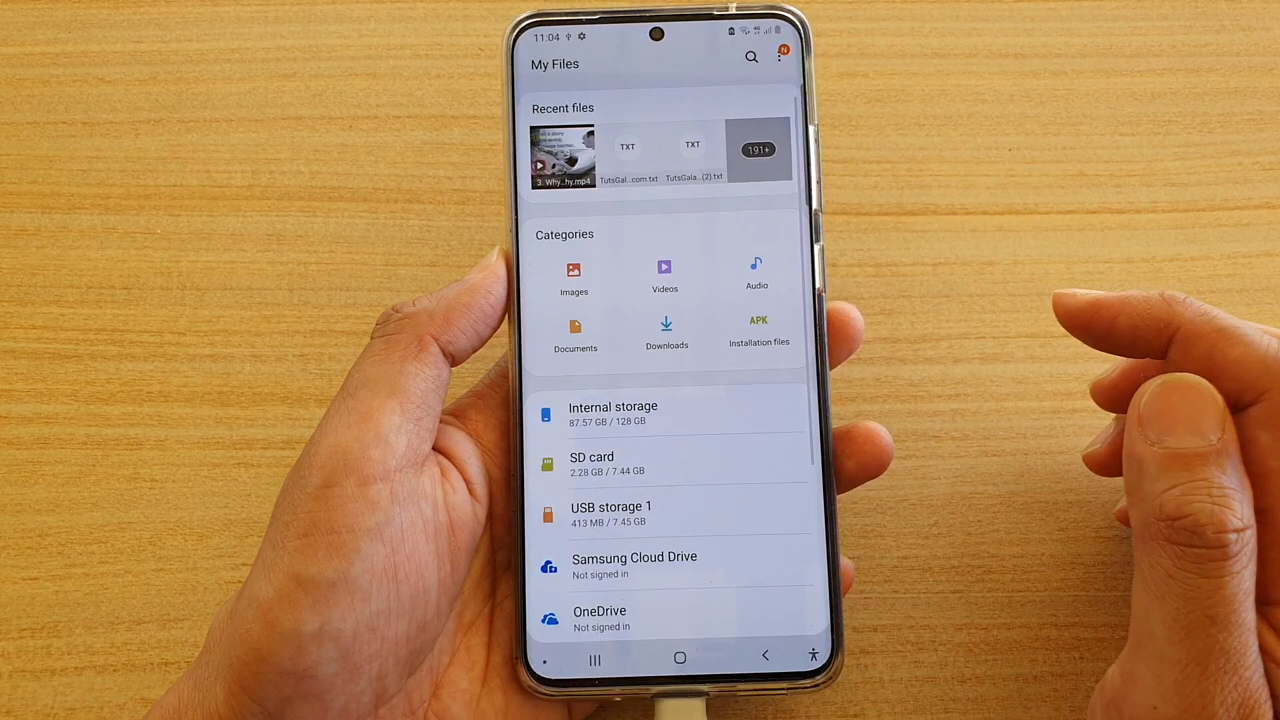 11:04
My Files
N
Recent files
TXT
TXT
191+
3. Why...hy.mp4
TutsGal...com.txt
TutsGala...(2).txt
Categories
Images
Videos
Audio
APK
Documents
Downloads
Installation files
Internal storage
87.57 GB / 128 GB
SD card
2.28 GB / 7.44 GB
USB storage 1
413 MB / 7.45 GB
Samsung Cloud Drive
Not signed in
OneDrive
Not signed in